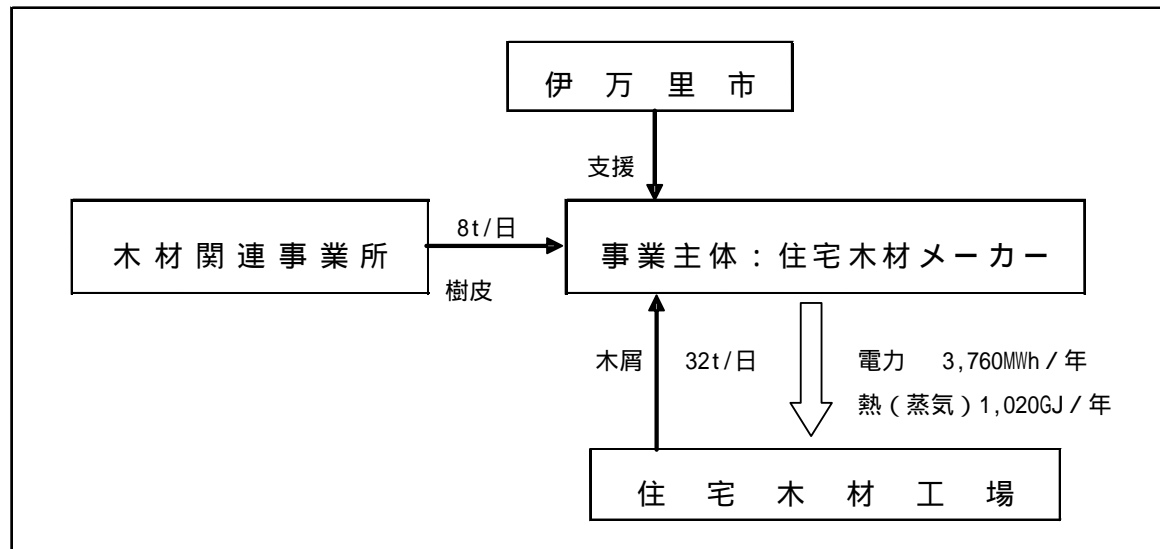 伊万里市
支援
木材関連事業所
8t/日
樹皮
事業主体：住宅木材メーカー
木屑
32t/日
電力 3,760MWh／年
熱（蒸気）1,020GJ／年
住宅木材工場